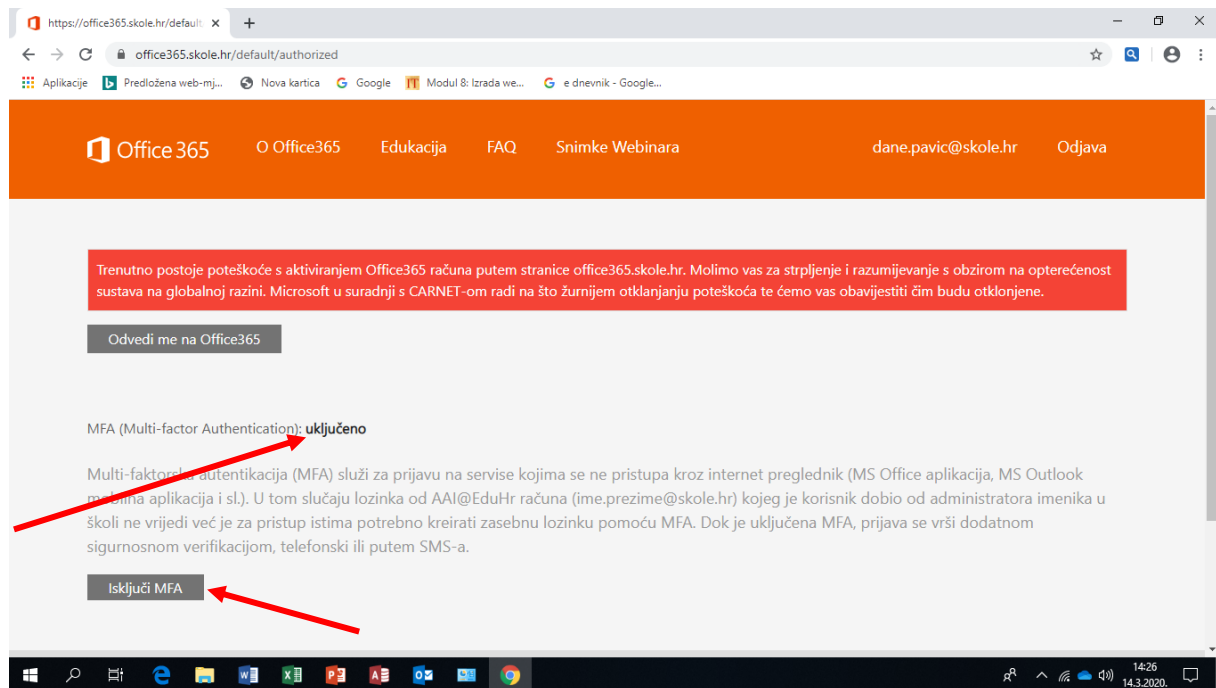 https://office365.skole.hr/default
office365.skole.hr/default/authorized
Aplikacije Predložena web-mj... Nova kartica Google Modul 8: Izrada we... e dnevnik - Google...
Office 365 O Office365 Edukacija FAQ Snimke Webinara dane.pavic@skole.hr Odjava
Trenutno postoje poteškoće s aktiviranjem Office365 računa putem stranice office365.skole.hr. Molimo vas za strpljenje i razumijevanje s obzirom na opterećenost
sustava na globalnoj razini. Microsoft u suradnji s CARNET-om radi na što žurnijem otklanjanju poteškoća te ćemo vas obavijestiti čim budu otklonjene.
Odvedi me na Office365
MFA (Multi-factor Authentication): uključeno
Multi-faktorska autentikacija (MFA) služi za prijavu na servise kojima se ne pristupa kroz internet preglednik (MS Office aplikacija, MS Outlook
mobilna aplikacija i sl.). U tom slučaju lozinka od AAI@EduHr računa (ime.prezime@skole.hr) kojeg je korisnik dobio od administratora imenika u
školi ne vrijedi već je za pristup istima potrebno kreirati zasebnu lozinku pomoću MFA. Dok je uključena MFA, prijava se vrši dodatnom
sigurnosnom verifikacijom, telefonski ili putem SMS-a.
Isključi MFA
14:26
14.3.2020.